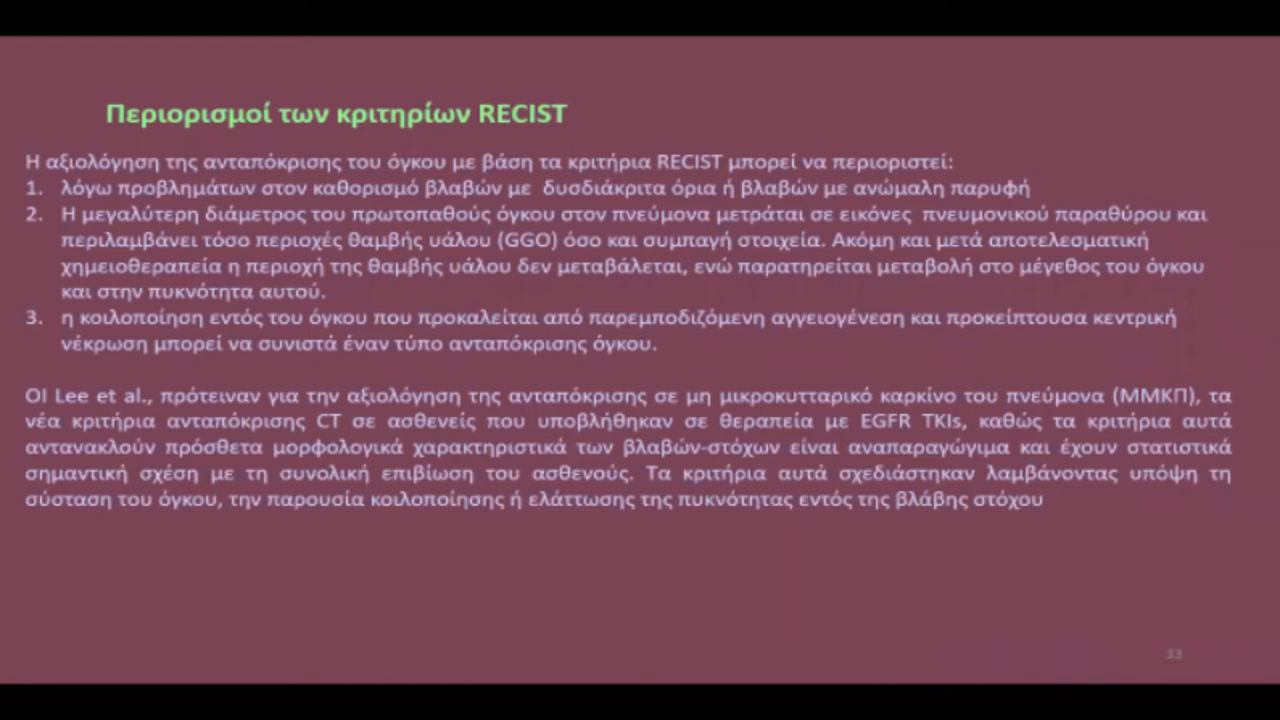 Περιορισμοί των κριτηρίων RECIST
Η αξιολόγηση της ανταπόκρισης του όγκου με βάση τα κριτήρια RECIST μπορεί να περιοριστεί:
1. λόγω προβλημάτων στον καθορισμό βλαβών με δυσδιάκριτα όρια ή βλαβών με ανώμαλη παρυφή
2. Η μεγαλύτερη διάμετρος του πρωτοπαθούς όγκου στον πνεύμονα μετράται σε εικόνες πνευμονικού παραθύρου και
περιλαμβάνει τόσο περιοχές θαμβής υάλου (GGO) όσο και συμπαγή στοιχεία. Ακόμη και μετά αποτελεσματική
χημειοθεραπεία η περιοχή της θαμβής υάλου δεν μεταβάλεται, ενώ παρατηρείται μεταβολή στο μέγεθος του όγκου
και στην πυκνότητα αυτού.
3. η κοιλοποίηση εντός του όγκου που προκαλείται από παρεμποδιζόμενη αγγειογένεση και προκείπτουσα κεντρική
νέκρωση μπορεί να συνιστά έναν τύπο ανταπόκρισης όγκου.
ΟΙ Lee et al., πρότειναν για την αξιολόγηση της ανταπόκρισης σε μη μικροκυτταρικό καρκίνο του πνεύμονα (ΜΜΚΠ), τα
νέα κριτήρια ανταπόκρισης CT σε ασθενείς που υποβλήθηκαν σε θεραπεία με EGFR TKIs, καθώς τα κριτήρια αυτά
αντανακλούν πρόσθετα μορφολογικά χαρακτηριστικά των βλαβών-στόχων είναι αναπαραγώγιμα και έχουν στατιστικά
σημαντική σχέση με τη συνολική επιβίωση του ασθενούς. Τα κριτήρια αυτά σχεδιάστηκαν λαμβάνοντας υπόψη τη
σύσταση του όγκου, την παρουσία κοιλοποίησης ή ελάττωσης της πυκνότητας εντός της βλάβης στόχου
33